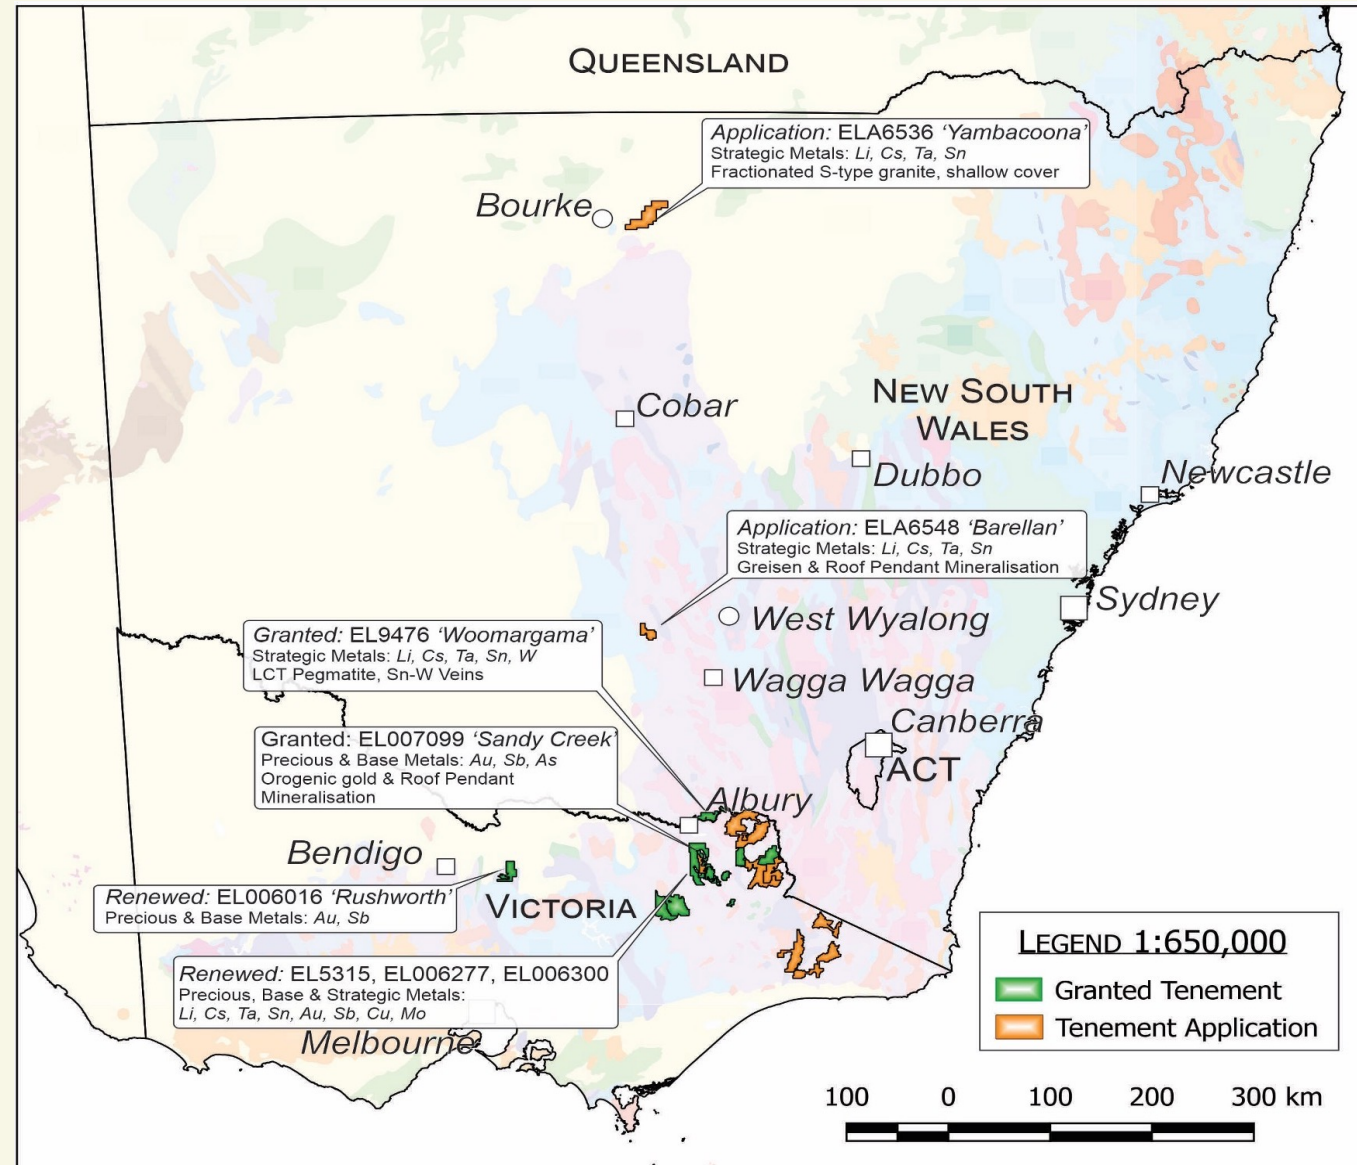 QUEENSLAND
Application: ELA6536 ‘Yambacoona’
Strategic Metals: Li, Cs, Ta, Sn
Fractionated S-type granite, shallow cover
Bourke
Cobar
NEW SOUTH
WALES
Dubbo
Newcastle
Application: ELA6548 ‘Barellan’
Strategic Metals: Li, Cs, Ta, Sn
Greisen & Roof Pendant Mineralisation
Sydney
West Wyalong
Granted: EL9476 ‘Woomargama’
Strategic Metals: Li, Cs, Ta, Sn, W
LCT Pegmatite, Sn-W Veins
Wagga Wagga
Canberra
ACT
Granted: EL007099 ‘Sandy Creek’
Precious & Base Metals: Au, Sb, As
Orogenic gold & Roof Pendant
Mineralisation
Albury
Bendigo
Renewed: EL006016 ‘Rushworth’
Precious & Base Metals: Au, Sb
VICTORIA
Renewed: EL5315, EL006277, EL006300
Precious, Base & Strategic Metals:
Li, Cs, Ta, Sn, Au, Sb, Cu, Mo
Melbourne
LEGEND 1:650,000
Granted Tenement
Tenement Application
100 0 100 200 300 km